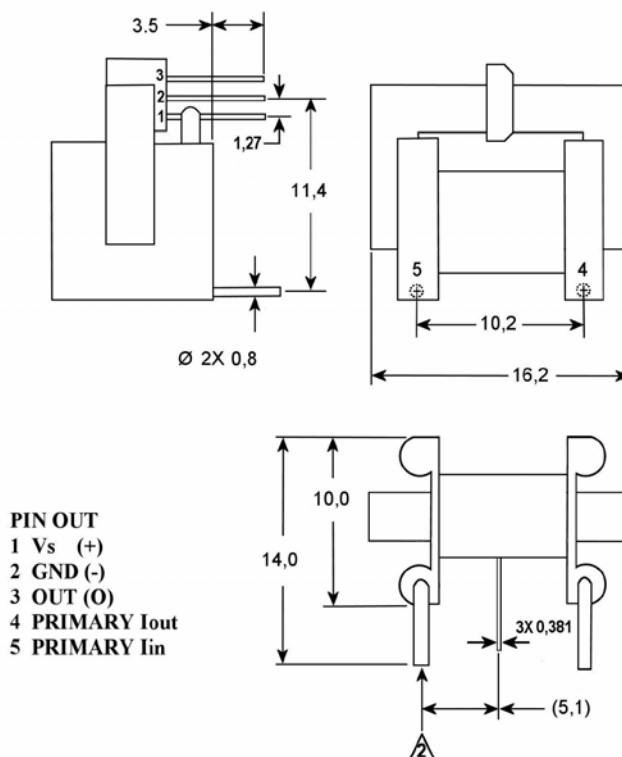 3.5
3
2
1
1,27
11,4
Ø 2X 0,8
5
4
10,2
16,2
10,0
14,0
3X 0,381
(5,1)
2
PIN OUT
1 Vs (+)
2 GND (-)
3 OUT (O)
4 PRIMARY Iout
5 PRIMARY Iin